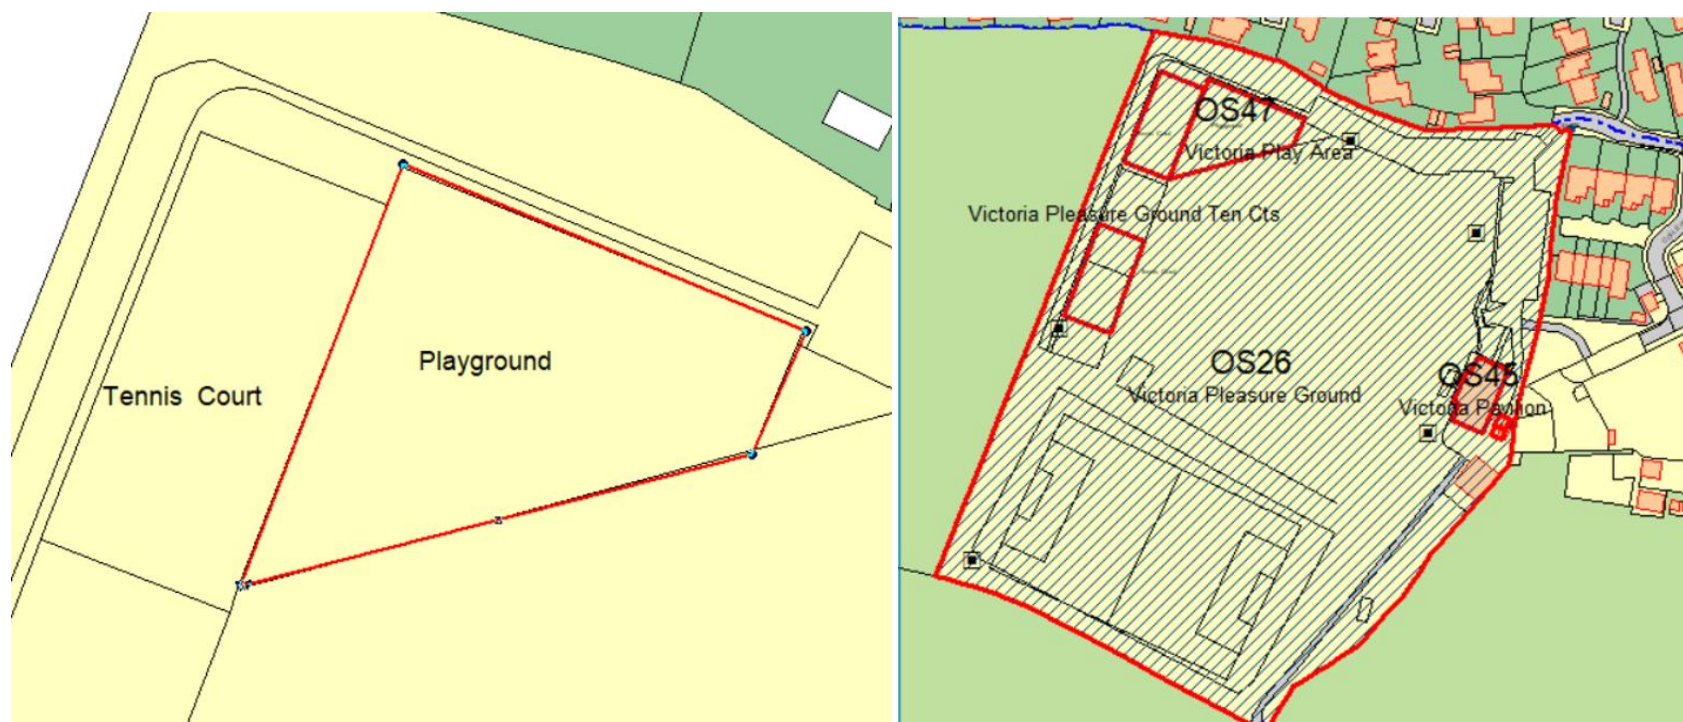 Playground
Tennis Court
OS47
Victoria Play Area
Victoria Pleasure Ground Ten Cts
OS26
Victoria Pleasure Ground
OS45
Victoria Pavilion